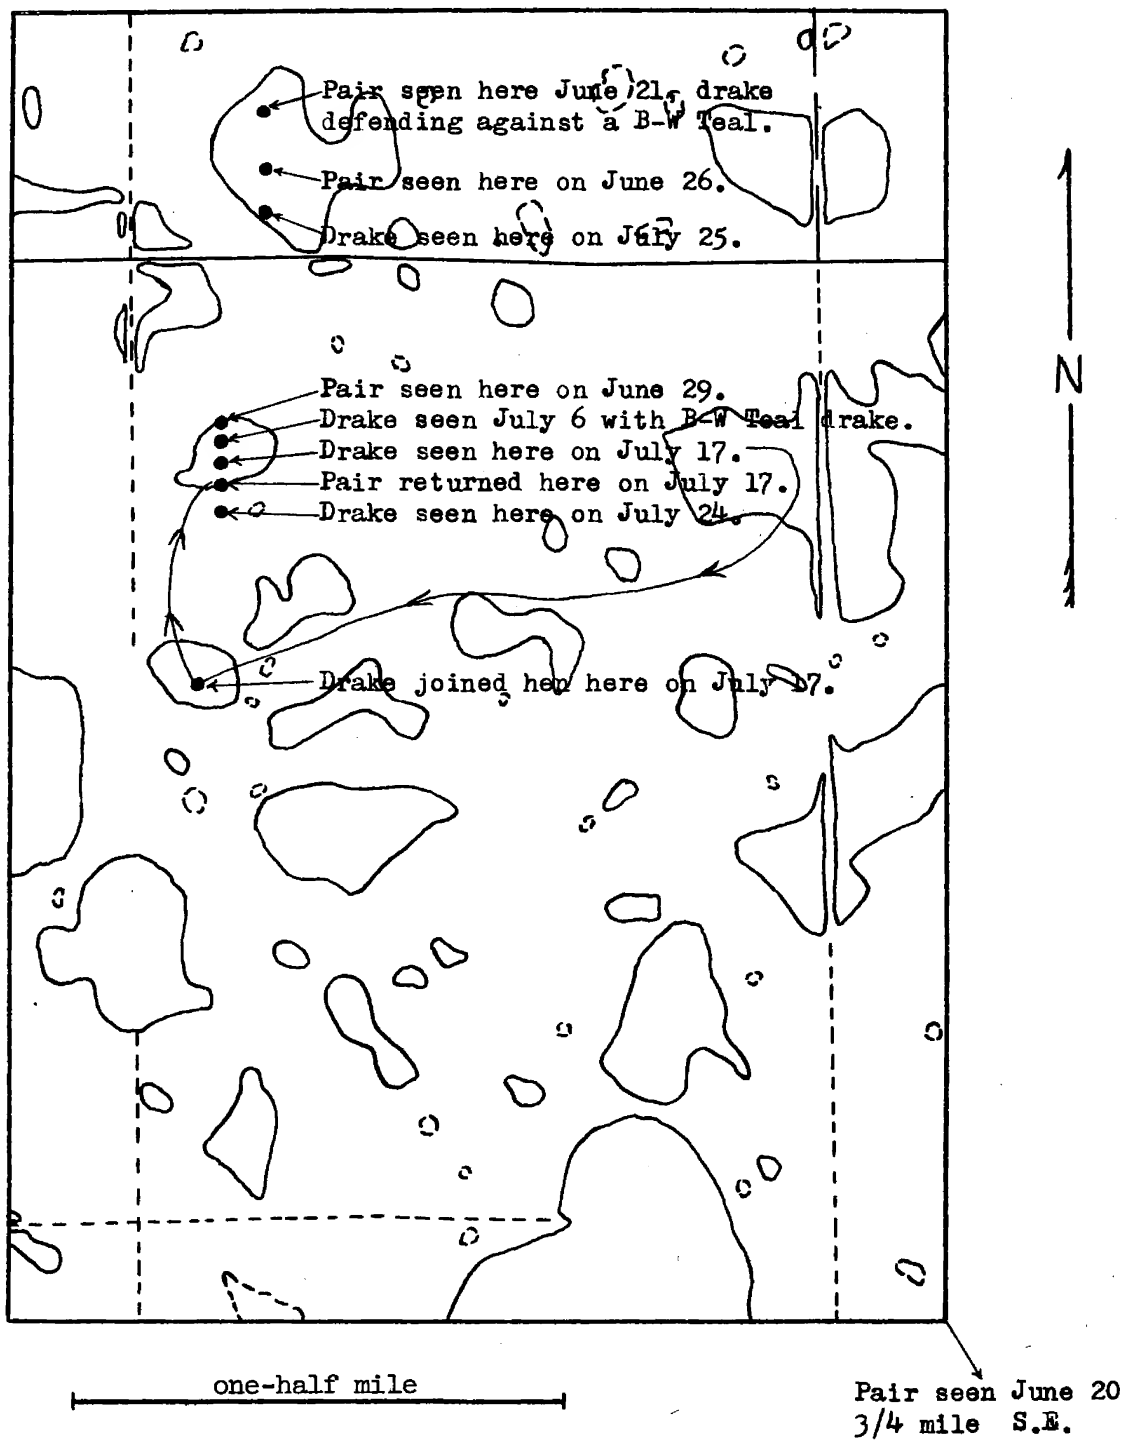 Pair seen here June 21, drake
defending against a B-W Teal.
Pair seen here on June 26.
Drake seen here on July 25.
Pair seen here on June 29.
Drake seen July 6 with B-W Teal drake.
Drake seen here on July 17.
Pair returned here on July 17.
Drake seen here on July 24.
N
Drake joined hen here on July 17.
one-half mile
Pair seen June 20
3/4 mile S.E.